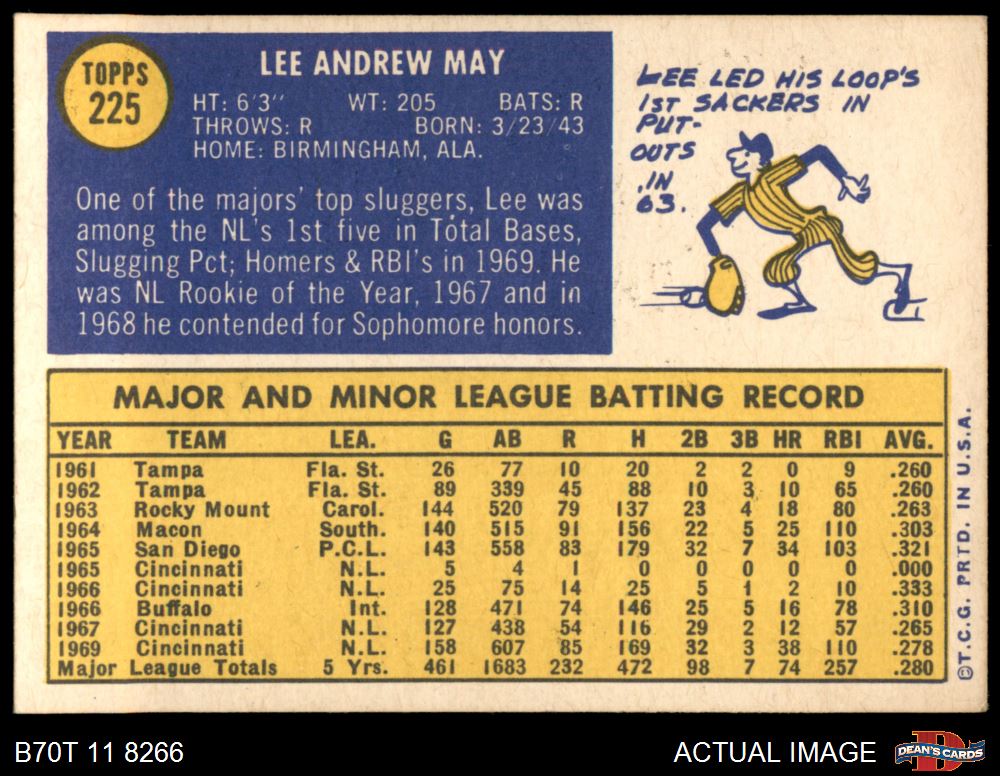 TOPPS
225
LEE ANDREW MAY
HT: 6'3" WT: 205 BATS: R
THROWS: R BORN: 3/23/43
HOME: BIRMINGHAM, ALA.
One of the majors' top sluggers, Lee was
among the NL's 1st five in Total Bases,
Slugging Pct; Homers & RBI's in 1969. He
was NL Rookie of the Year, 1967 and in
1968 he contended for Sophomore honors.
LEE LED HIS LOOP'S
1ST SACKERS IN
PUT-
OUTS
IN
63.
MAJOR AND MINOR LEAGUE BATTING RECORD
YEAR TEAM LEA. G AB R H 2B 3B HR RBI AVG.
1961 Tampa Fla. St. 26 77 10 20 2 2 0 9 .260
1962 Tampa Fla. St. 89 339 45 88 10 3 10 65 .260
1963 Rocky Mount Carol. 144 520 79 137 23 4 18 80 .263
1964 Macon South. 140 515 91 156 22 5 25 110 .303
1965 San Diego P.C.L. 143 558 83 179 32 7 34 103 .321
1965 Cincinnati N.L. 5 4 1 0 0 0 0 0 .000
1966 Cincinnati N.L. 25 75 14 25 5 1 2 10 .333
1966 Buffalo Int. 128 471 74 146 25 5 16 78 .310
1967 Cincinnati N.L. 127 438 54 116 29 2 12 57 .265
1969 Cincinnati N.L. 158 607 85 169 32 3 38 110 .278
Major League Totals 5 Yrs. 461 1683 232 472 98 7 74 257 .280
©T.C.G. PRTD. IN U.S.A.
B70T 11 8266 ACTUAL IMAGE
D
DEAN'S CARDS